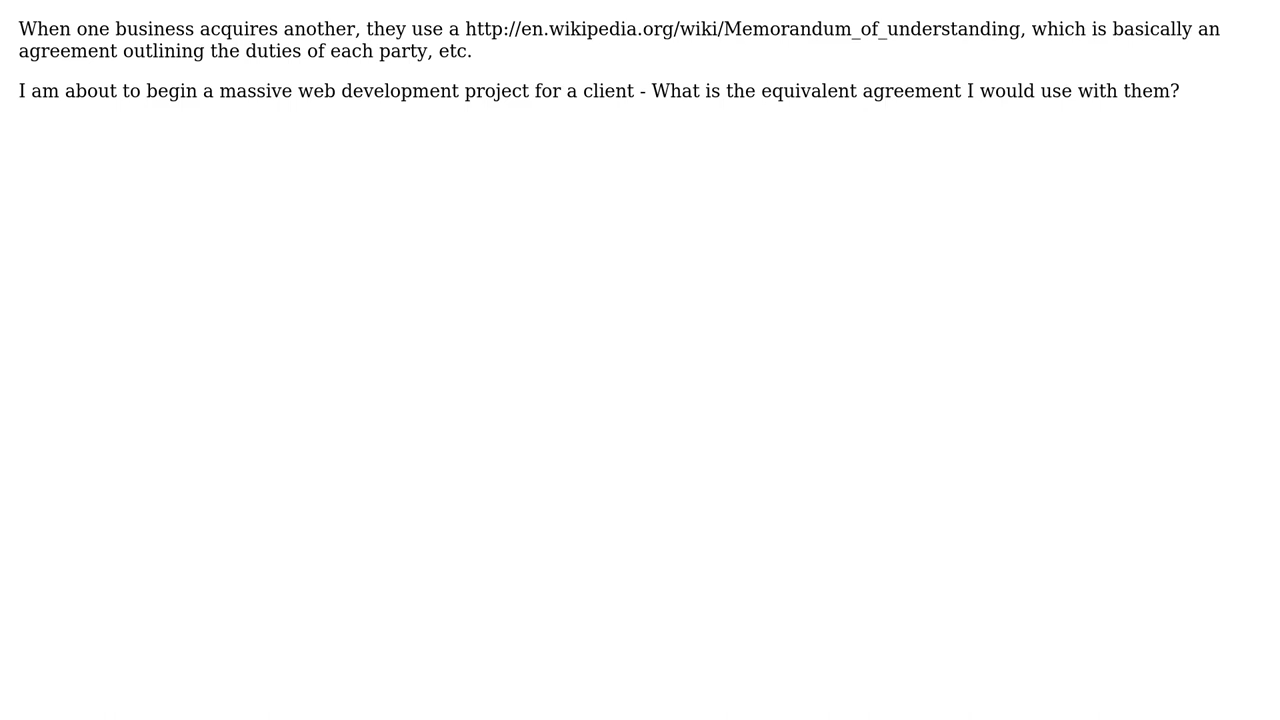 When one business acquires another, they use a http://en.wikipedia.org/wiki/Memorandum_of_understanding, which is basically an
agreement outlining the duties of each party, etc.
I am about to begin a massive web development project for a client - What is the equivalent agreement I would use with them?